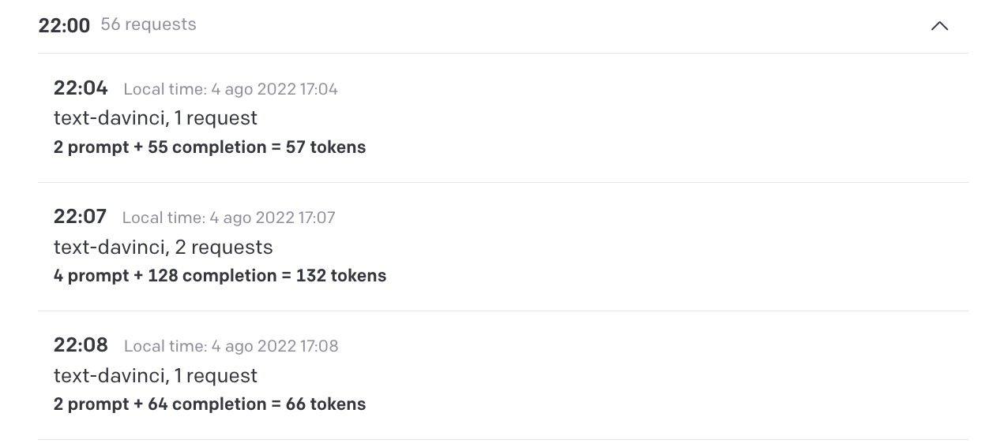 22:00 56 requests
22:04 Local time: 4 ago 2022 17:04
text-davinci, 1 request
2 prompt + 55 completion = 57 tokens
22:07 Local time: 4 ago 2022 17:07
text-davinci, 2 requests
4 prompt + 128 completion = 132 tokens
22:08 Local time: 4 ago 2022 17:08
text-davinci, 1 request
2 prompt + 64 completion = 66 tokens